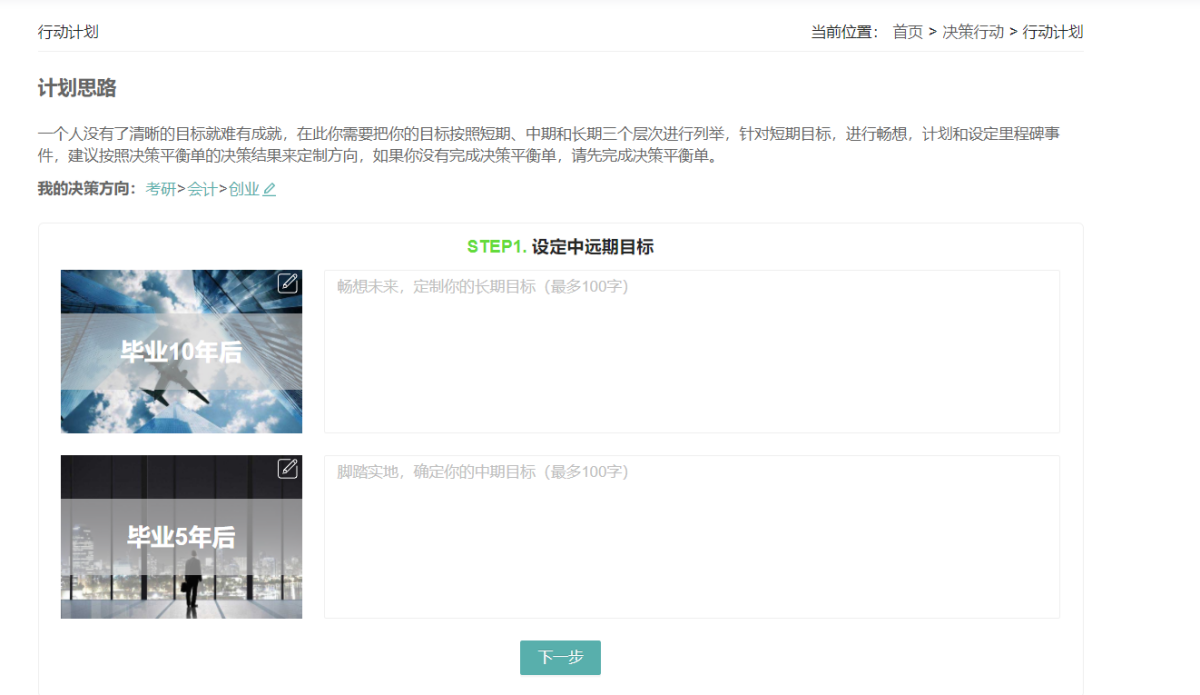 行动计划
当前位置： 首页 > 决策行动 > 行动计划
计划思路
一个人没有了清晰的目标就难有成就，在此你需要把你的目标按照短期、中期和长期三个层次进行列举，针对短期目标，进行畅想，计划和设定里程碑事
件，建议按照决策平衡单的决策结果来定制方向，如果你没有完成决策平衡单，请先完成决策平衡单。
我的决策方向： 考研>会计>创业
STEP1. 设定中远期目标
毕业10年后
畅想未来，定制你的长期目标（最多100字）
毕业5年后
脚踏实地，确定你的中期目标（最多100字）
下一步